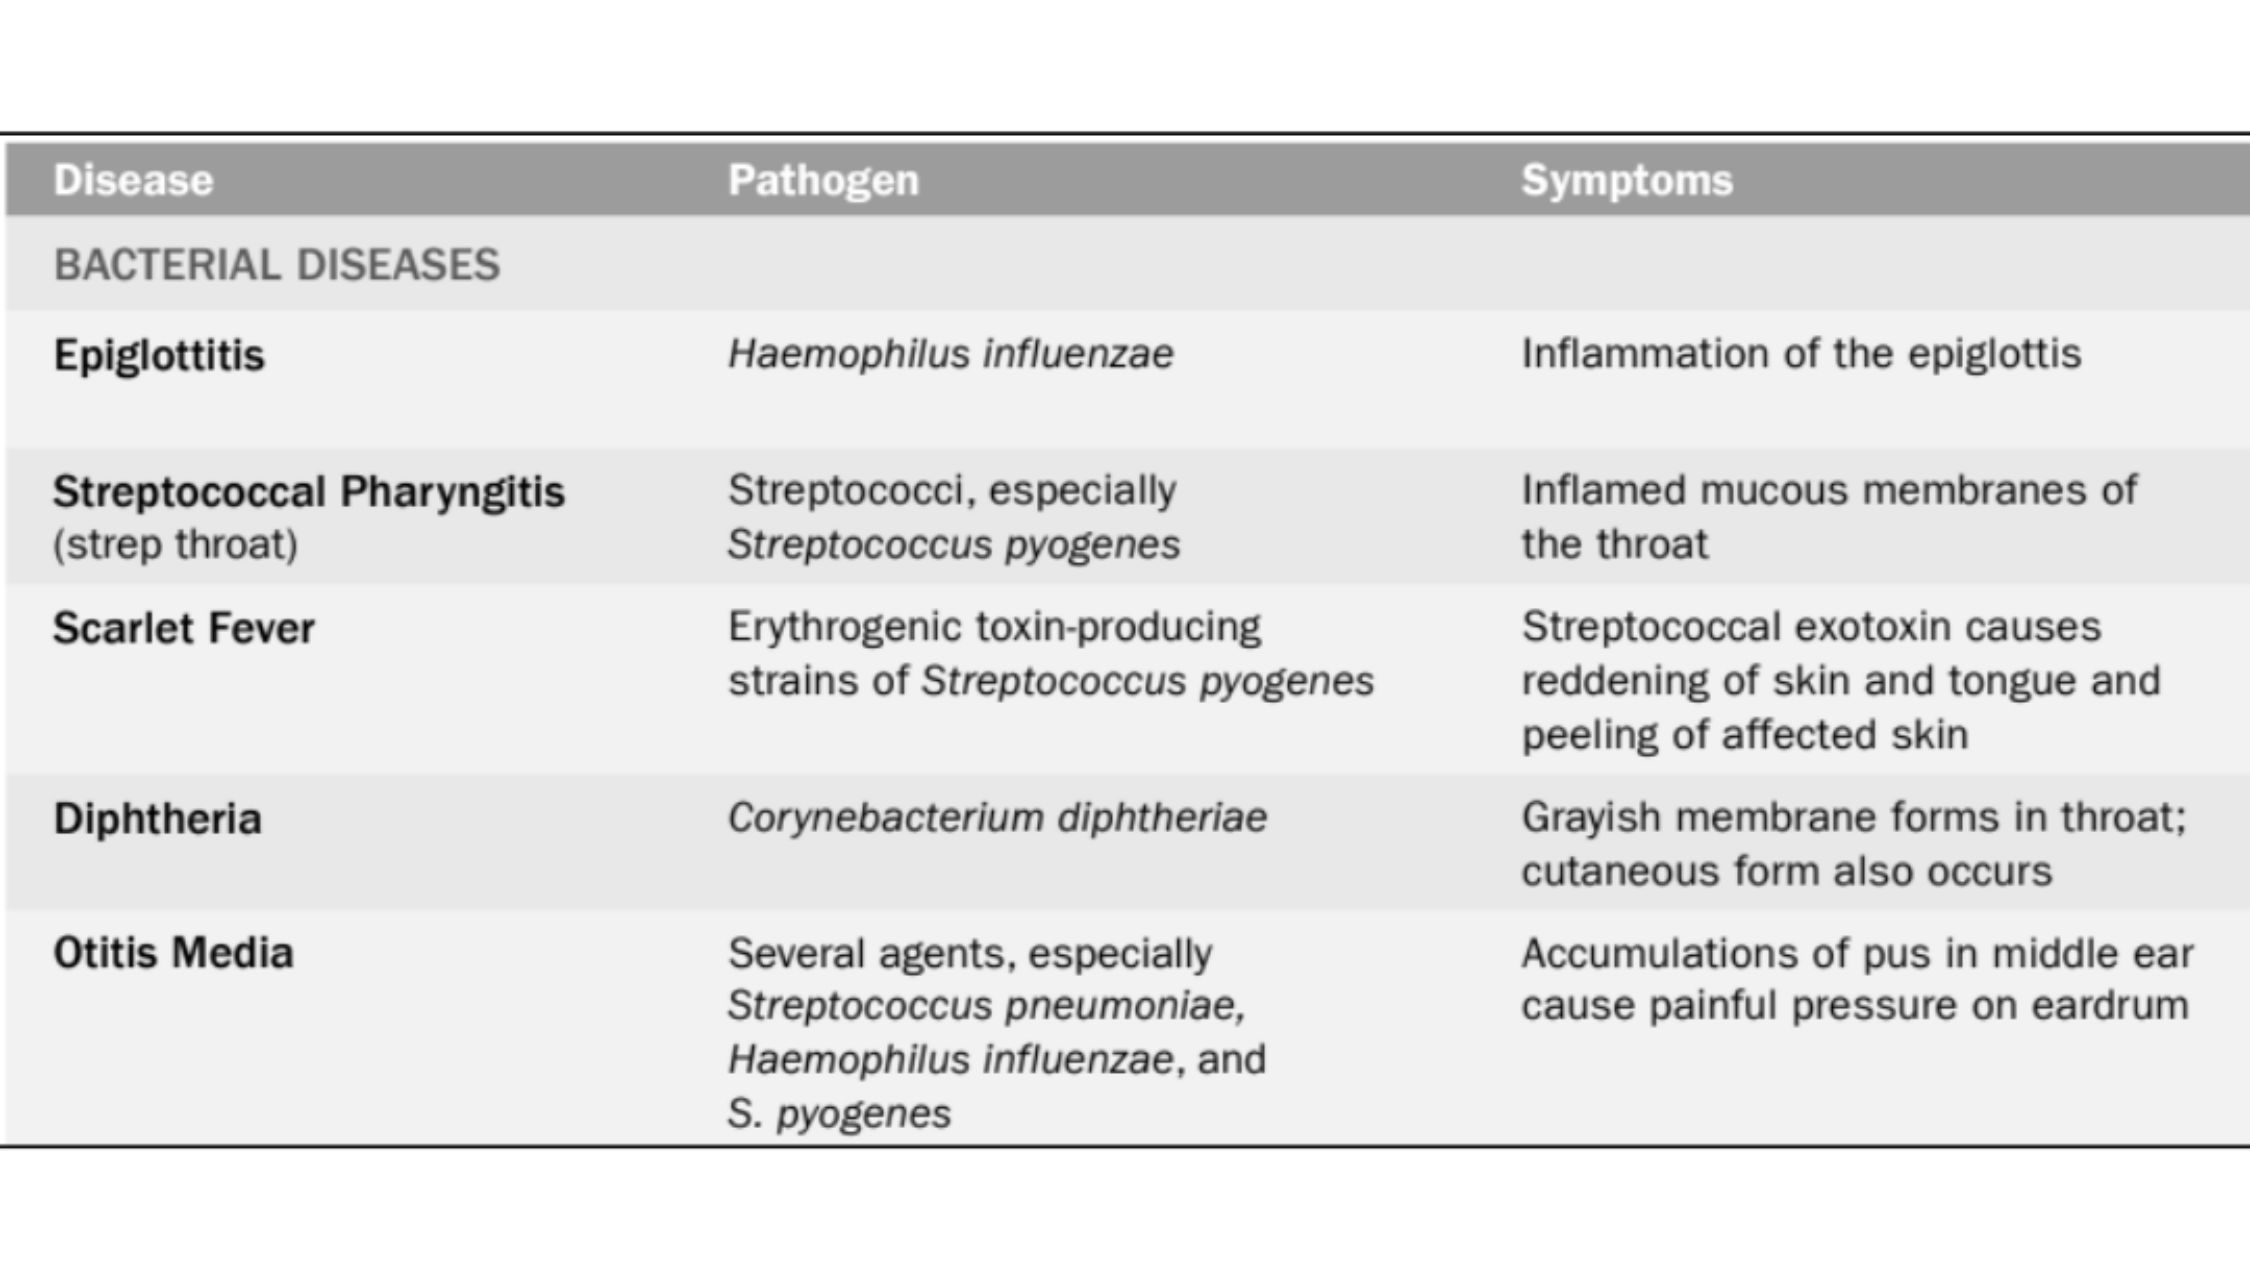 Disease Pathogen Symptoms
BACTERIAL DISEASES
Epiglottitis Haemophilus influenzae Inflammation of the epiglottis
Streptococcal Pharyngitis Streptococci, especially Inflamed mucous membranes of
(strep throat) Streptococcus pyogenes the throat
Scarlet Fever Erythrogenic toxin-producing Streptococcal exotoxin causes
strains of Streptococcus pyogenes reddening of skin and tongue and
peeling of affected skin
Diphtheria Corynebacterium diphtheriae Grayish membrane forms in throat;
cutaneous form also occurs
Otitis Media Several agents, especially Accumulations of pus in middle ear
Streptococcus pneumoniae, cause painful pressure on eardrum
Haemophilus influenzae, and
S. pyogenes